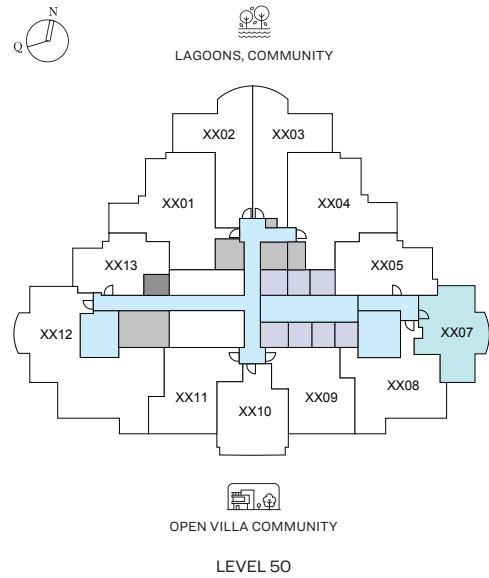 N
Q
LAGOONS, COMMUNITY
XX02 XX03
XX01 XX04
XX13 XX05
XX12 XX07
XX11 XX10 XX09 XX08
OPEN VILLA COMMUNITY
LEVEL 50